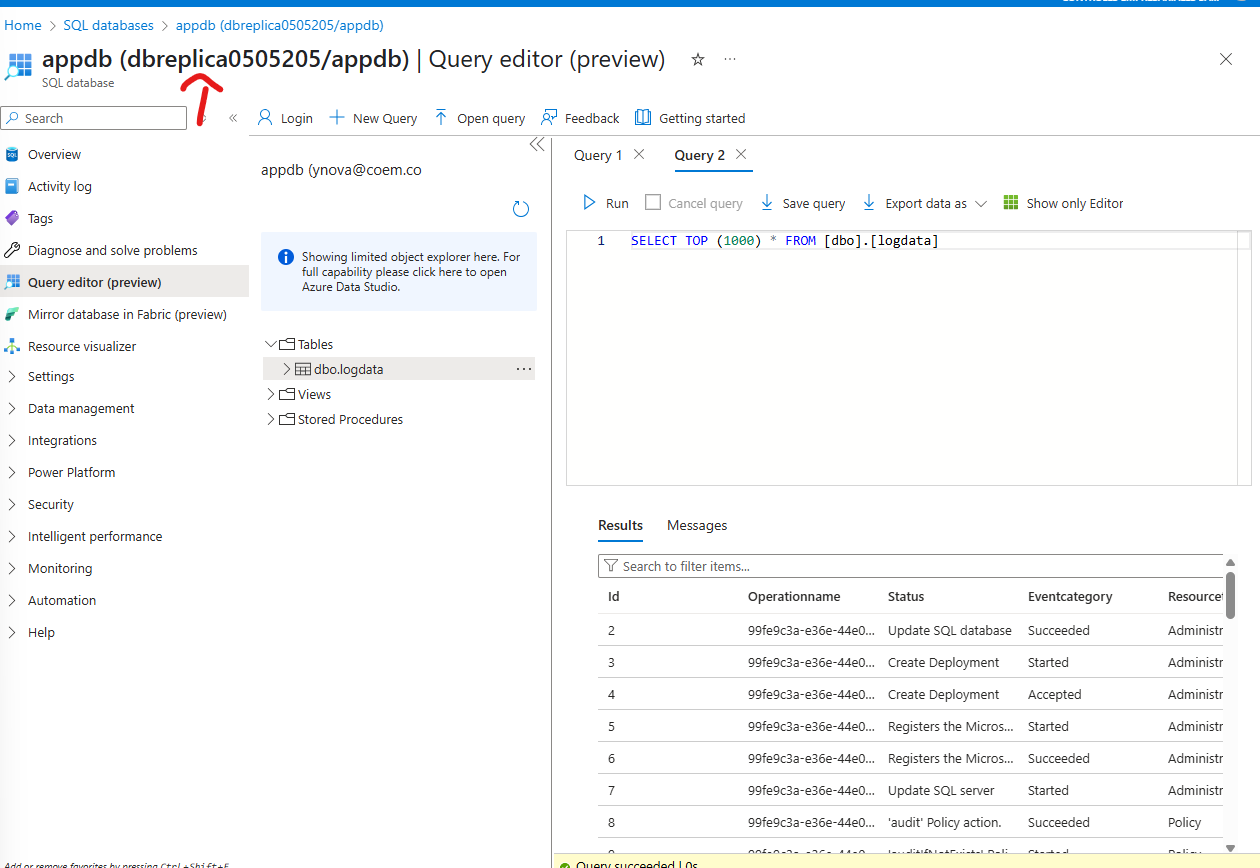 Home > SQL databases > appdb (dbreplica0505205/appdb)
appdb (dbreplica0505205/appdb) | Query editor (preview)
SQL database
Search
Login
New Query
Open query
Feedback
Getting started
Overview
Activity log
Tags
Diagnose and solve problems
Query editor (preview)
Mirror database in Fabric (preview)
Resource visualizer
Settings
Data management
Integrations
Power Platform
Security
Intelligent performance
Monitoring
Automation
Help
Add or remove favorites by pressing Ctrl+Shift+F
appdb (ynova@coem.co
Showing limited object explorer here. For
full capability please click here to open
Azure Data Studio.
Tables
dbo.logdata
Views
Stored Procedures
Query 1 Query 2
Run Cancel query Save query Export data as Show only Editor
1 SELECT TOP (1000) * FROM [dbo].[logdata]
Results Messages
Search to filter items...
Id Operationname Status Eventcategory Resourcet
2 99fe9c3a-e36e-44e0... Update SQL database Succeeded Administr
3 99fe9c3a-e36e-44e0... Create Deployment Started Administr
4 99fe9c3a-e36e-44e0... Create Deployment Accepted Administr
5 99fe9c3a-e36e-44e0... Registers the Micros... Started Administr
6 99fe9c3a-e36e-44e0... Registers the Micros... Succeeded Administr
7 99fe9c3a-e36e-44e0... Update SQL server Started Administr
8 99fe9c3a-e36e-44e0... 'audit' Policy action. Succeeded Policy
Query succeeded | 0s